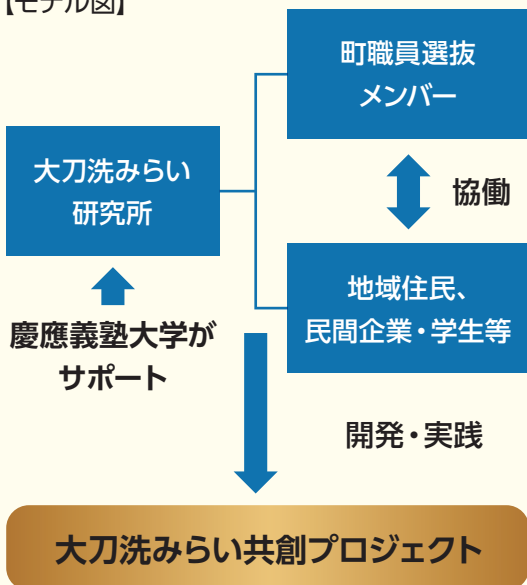 【モデル図】
町職員選抜
メンバー
大刀洗みらい
研究所
協働
地域住民、
民間企業・学生等
慶應義塾大学が
サポート
開発・実践
大刀洗みらい共創プロジェクト